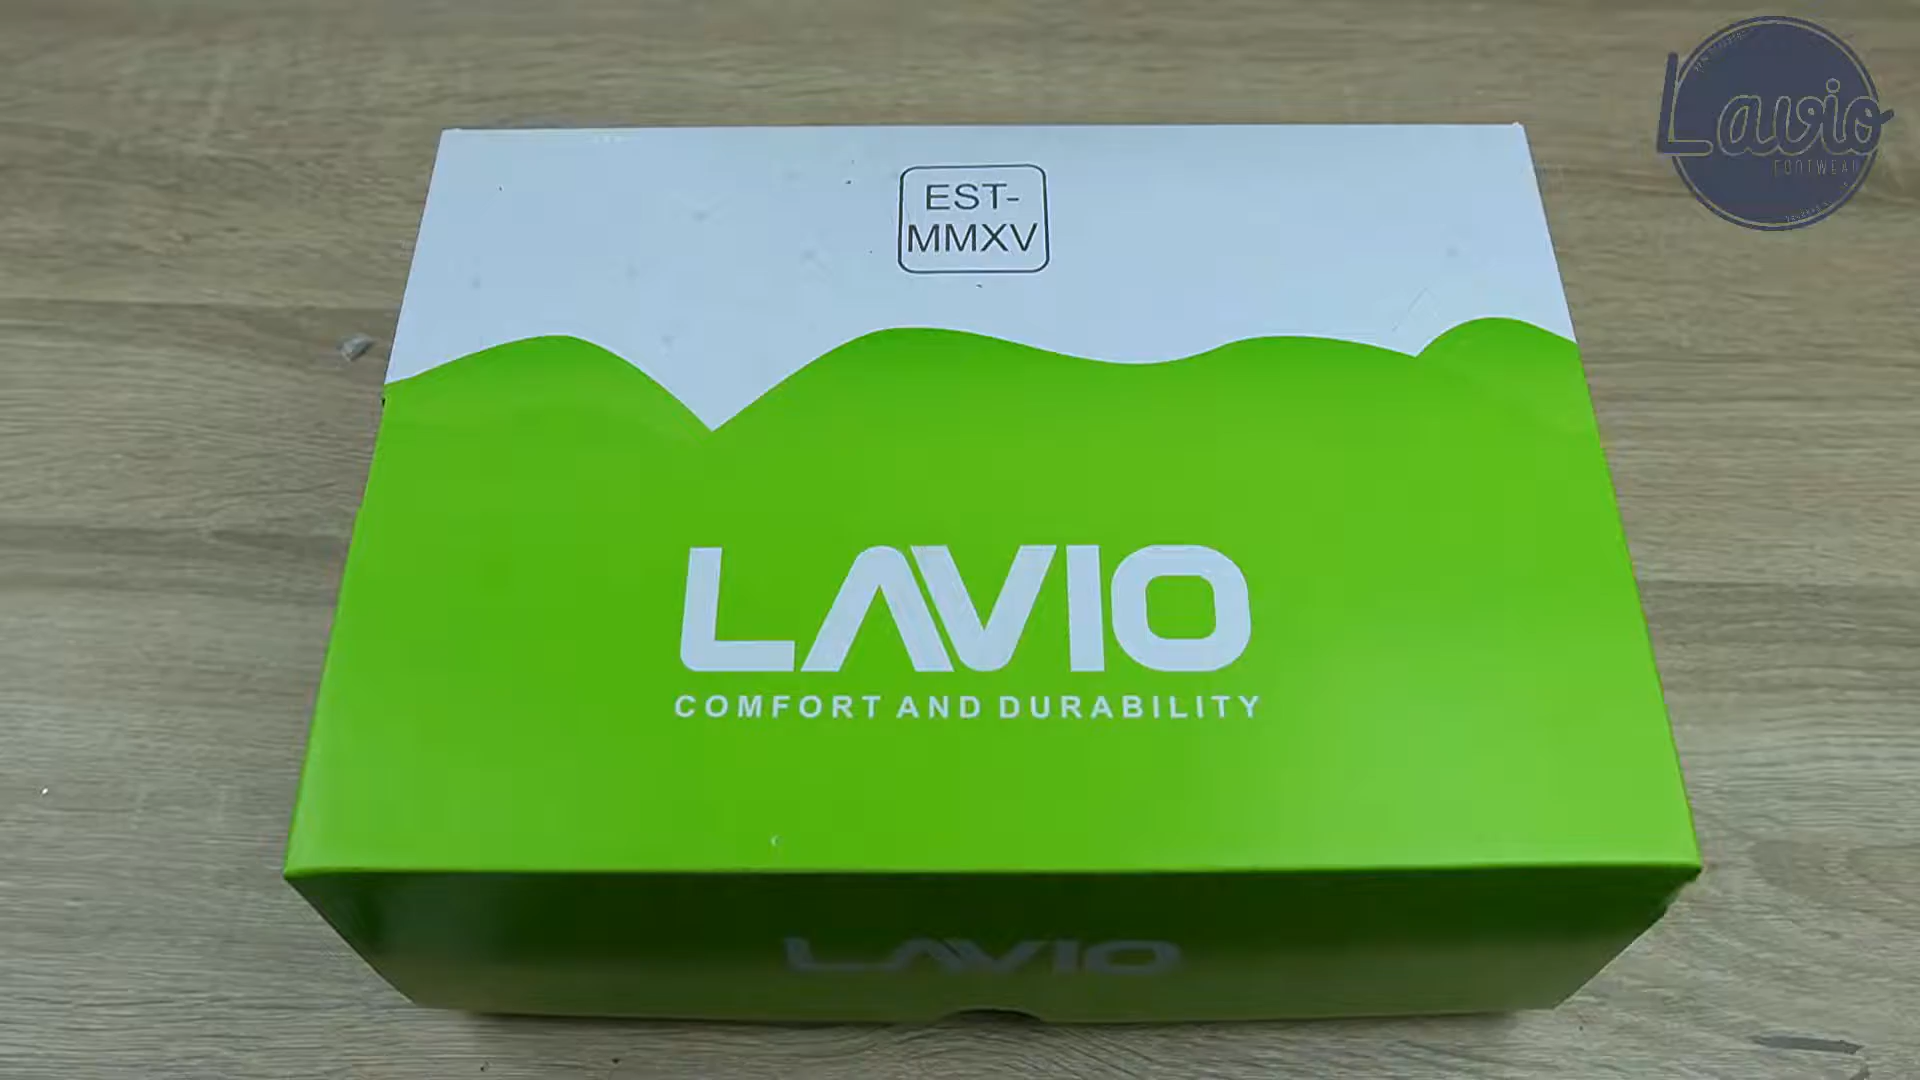 Lavio
FOOTWEAR
EST-
MMXV
LAVIO
COMFORT AND DURABILITY
LAVIO